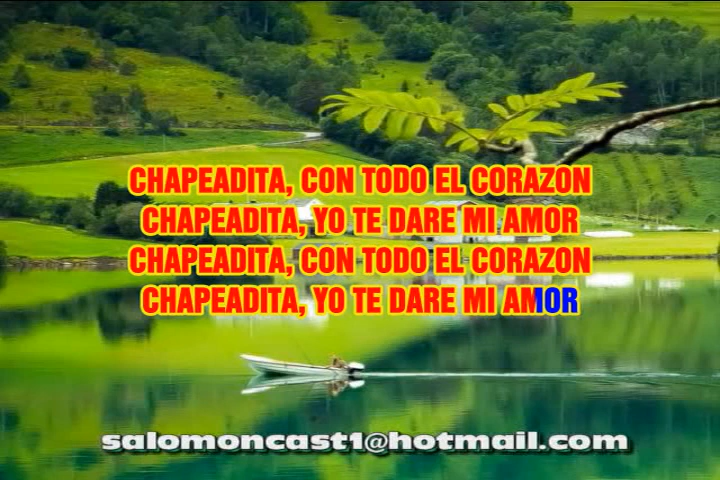 CHAPEADITA, CON TODO EL CORAZON
CHAPEADITA, YO TE DARE MI AMOR
CHAPEADITA, CON TODO EL CORAZON
CHAPEADITA, YO TE DARE MI AMOR
salomoncast1@hotmail.com